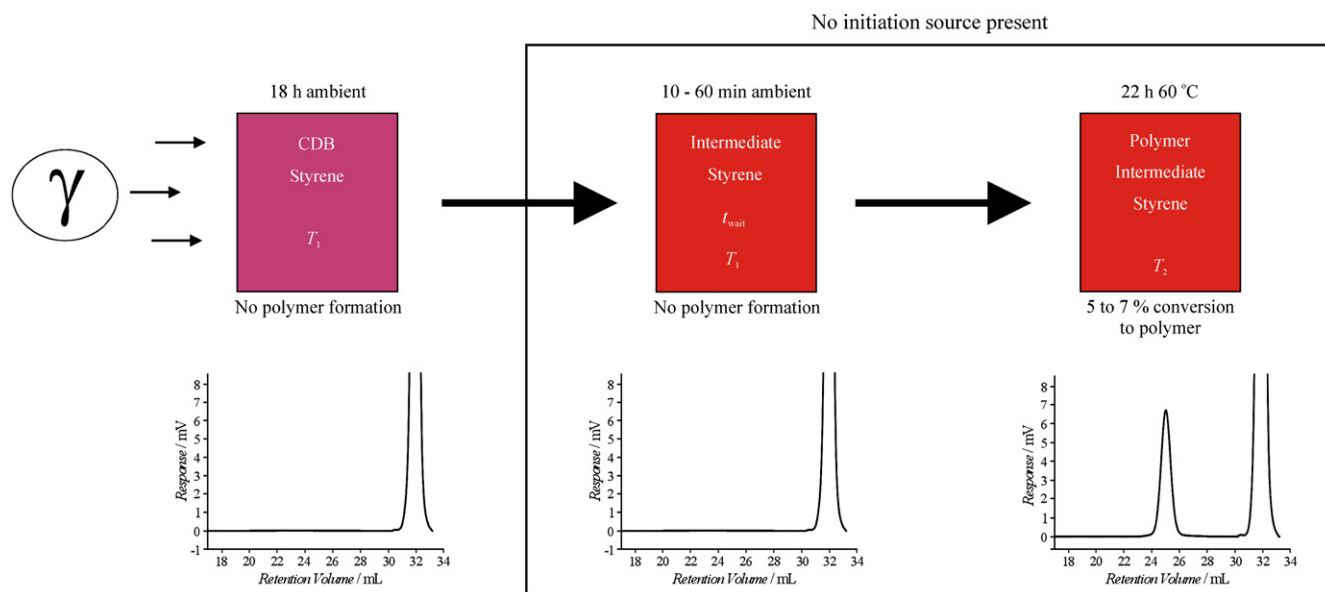 No initiation source present
18 h ambient
10 - 60 min ambient
22 h 60 °C
γ
CDB
Styrene
T₁
Intermediate
Styrene
t wait
T₁
Polymer
Intermediate
Styrene
T₂
No polymer formation
No polymer formation
5 to 7 % conversion
to polymer
Response / mV
8
7
6
5
4
3
2
1
0
-1
18 20 22 24 26 28 30 32 34
Retention Volume / mL
Response / mV
8
7
6
5
4
3
2
1
0
-1
18 20 22 24 26 28 30 32 34
Retention Volume / mL
Response / mV
8
7
6
5
4
3
2
1
0
-1
18 20 22 24 26 28 30 32 34
Retention Volume / mL